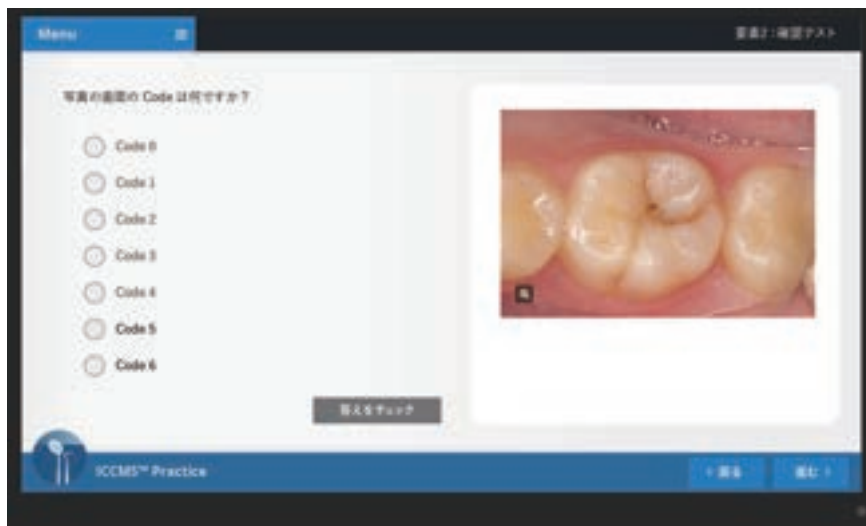 Menu
要素2:確認テスト
写真の歯面の Code は何ですか?
Code 0
Code 1
Code 2
Code 3
Code 4
Code 5
Code 6
答えをチェック
ICCMS™ Practice
戻る
進む